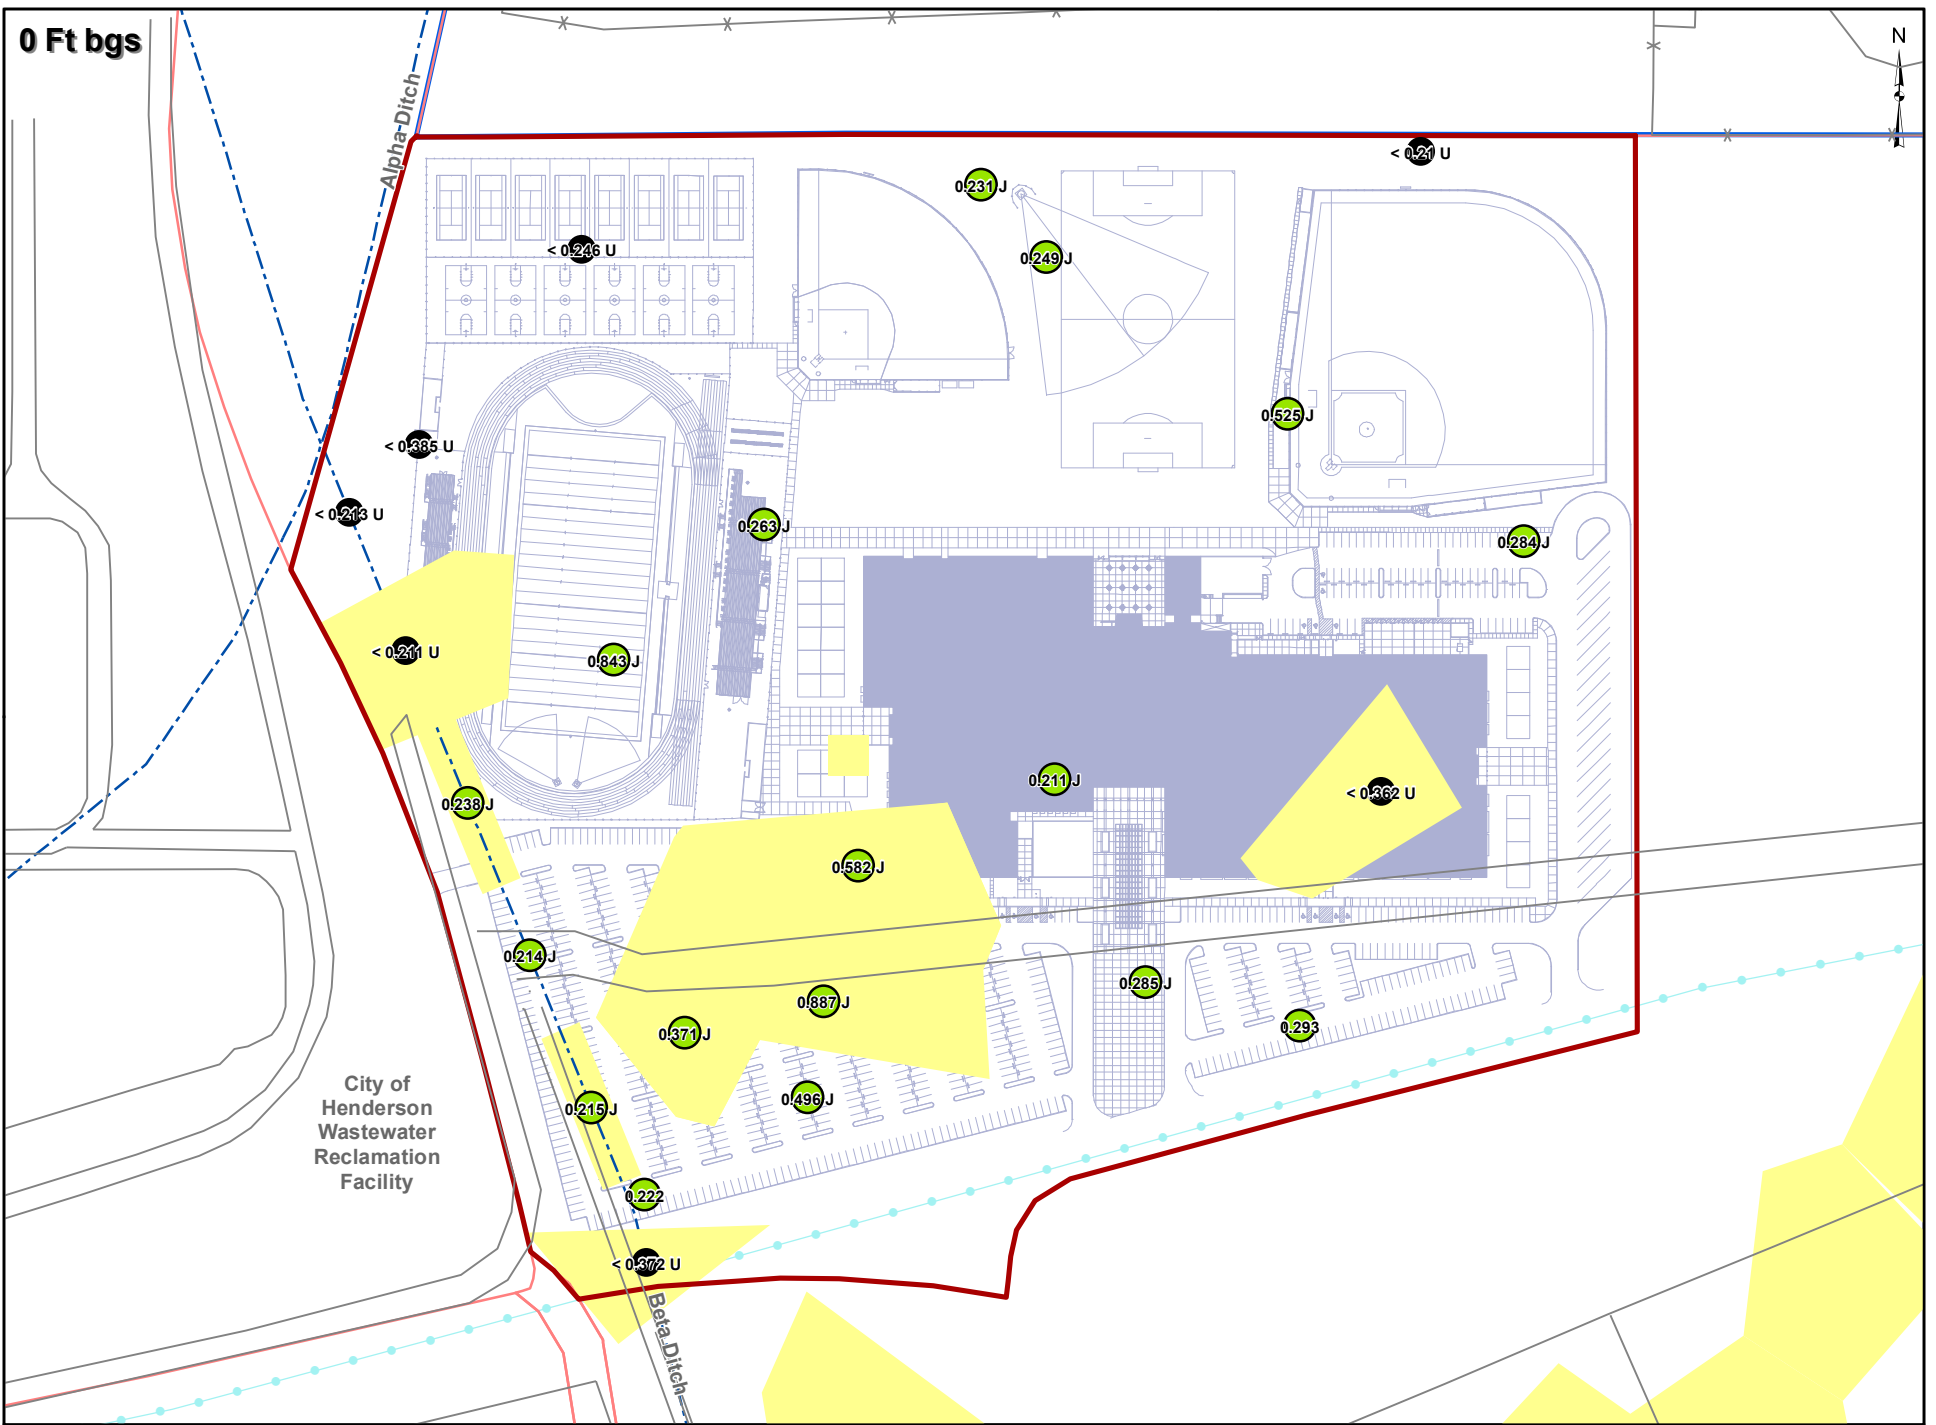 0 Ft bgs
N
Alpha Ditch
< 0.21 U
0.231 J
< 0.246 U
0.249 J
0.525 J
< 0.385 U
< 0.213 U
0.263 J
0.284 J
< 0.211 U
0.843 J
0.211 J
< 0.362 U
0.238 J
0.582 J
0.214 J
0.285 J
0.887 J
0.371 J
0.293
0.496 J
0.215 J
City of
Henderson
Wastewater
Reclamation
Facility
0.222
< 0.372 U
Beta Ditch